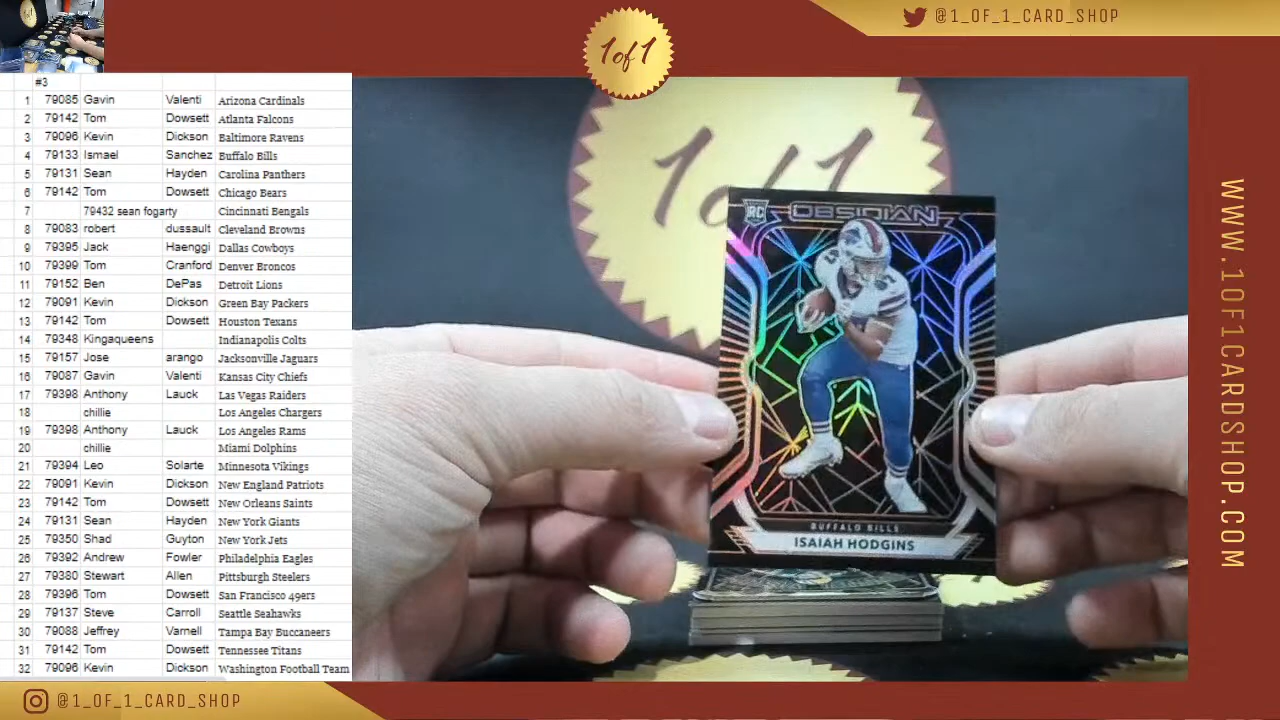 @1_OF_1_CARD_SHOP
1of1
#3
1 79085 Gavin Valenti Arizona Cardinals
2 79142 Tom Dowsett Atlanta Falcons
3 79096 Kevin Dickson Baltimore Ravens
4 79133 Ismael Sanchez Buffalo Bills
5 79131 Sean Hayden Carolina Panthers
6 79142 Tom Dowsett Chicago Bears
7 79432 sean fogarty Cincinnati Bengals
8 79083 robert dussault Cleveland Browns
9 79395 Jack Haenggi Dallas Cowboys
10 79399 Tom Cranford Denver Broncos
11 79152 Ben DePas Detroit Lions
12 79091 Kevin Dickson Green Bay Packers
13 79142 Tom Dowsett Houston Texans
14 79348 Kingaqueens Indianapolis Colts
15 79157 Jose arango Jacksonville Jaguars
16 79087 Gavin Valenti Kansas City Chiefs
17 79398 Anthony Lauck Las Vegas Raiders
18 chillie Los Angeles Chargers
19 79398 Anthony Lauck Los Angeles Rams
20 chillie Miami Dolphins
21 79394 Leo Solarte Minnesota Vikings
22 79091 Kevin Dickson New England Patriots
23 79142 Tom Dowsett New Orleans Saints
24 79131 Sean Hayden New York Giants
25 79350 Shad Guyton New York Jets
26 79392 Andrew Fowler Philadelphia Eagles
27 79380 Stewart Allen Pittsburgh Steelers
28 79396 Tom Dowsett San Francisco 49ers
29 79137 Steve Carroll Seattle Seahawks
30 79088 Jeffrey Varnell Tampa Bay Buccaneers
31 79142 Tom Dowsett Tennessee Titans
32 79096 Kevin Dickson Washington Football Team
1 of 1
RC OBSIDIAN
BUFFALO BILLS
ISAIAH HODGINS
WWW.1OF1CARDSHOP.COM
@1_OF_1_CARD_SHOP